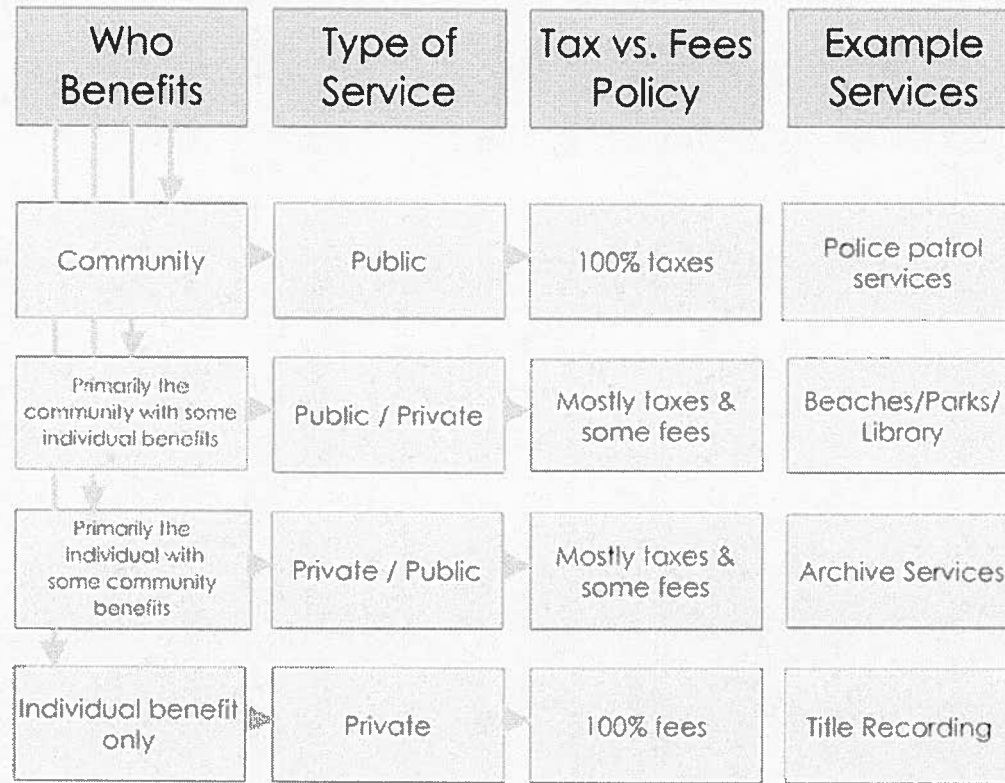 Who
Benefits
Type of
Service
Tax vs. Fees
Policy
Example
Services
Community
Public
100% taxes
Police patrol
services
Primarily the
community with some
individual benefits
Public / Private
Mostly taxes &
some fees
Beaches/Parks/
Library
Primarily the
individual with
some community
benefits
Private / Public
Mostly taxes &
some fees
Archive Services
Individual benefit
only
Private
100% fees
Title Recording